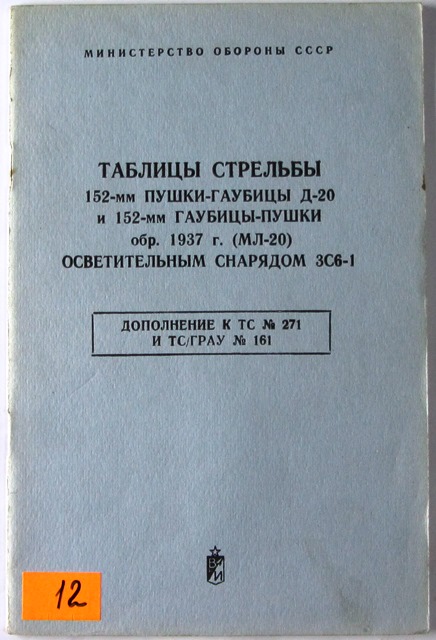 МИНИСТЕРСТВО ОБОРОНЫ СССР
ТАБЛИЦЫ СТРЕЛЬБЫ
152-мм ПУШКИ-ГАУБИЦЫ Д-20
и 152-мм ГАУБИЦЫ-ПУШКИ
обр. 1937 г. (МЛ-20)
ОСВЕТИТЕЛЬНЫМ СНАРЯДОМ 3С6-1
ДОПОЛНЕНИЕ К ТС № 271
И ТС/ГРАУ № 161
В
И
12